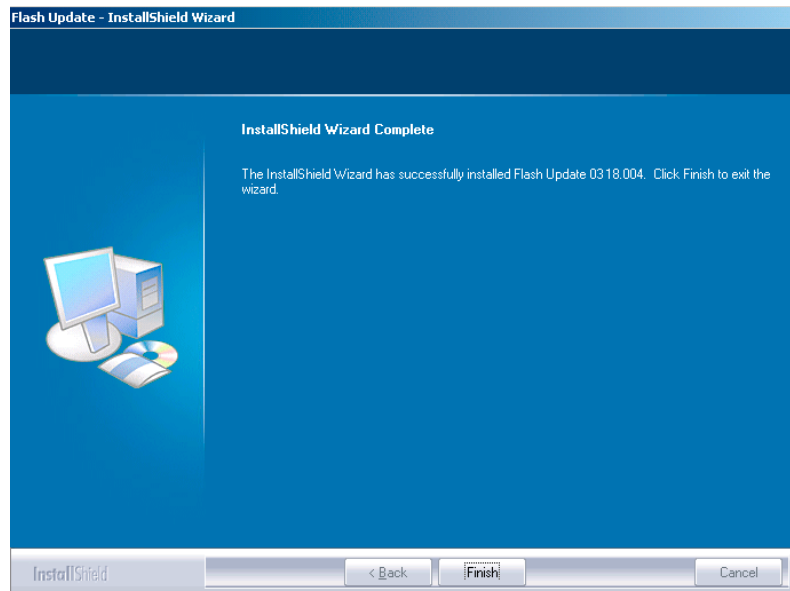 Flash Update - InstallShield Wizard
InstallShield Wizard Complete
The InstallShield Wizard has successfully installed Flash Update 0318.004. Click Finish to exit the
wizard.
InstallShield
< Back
Finish
Cancel